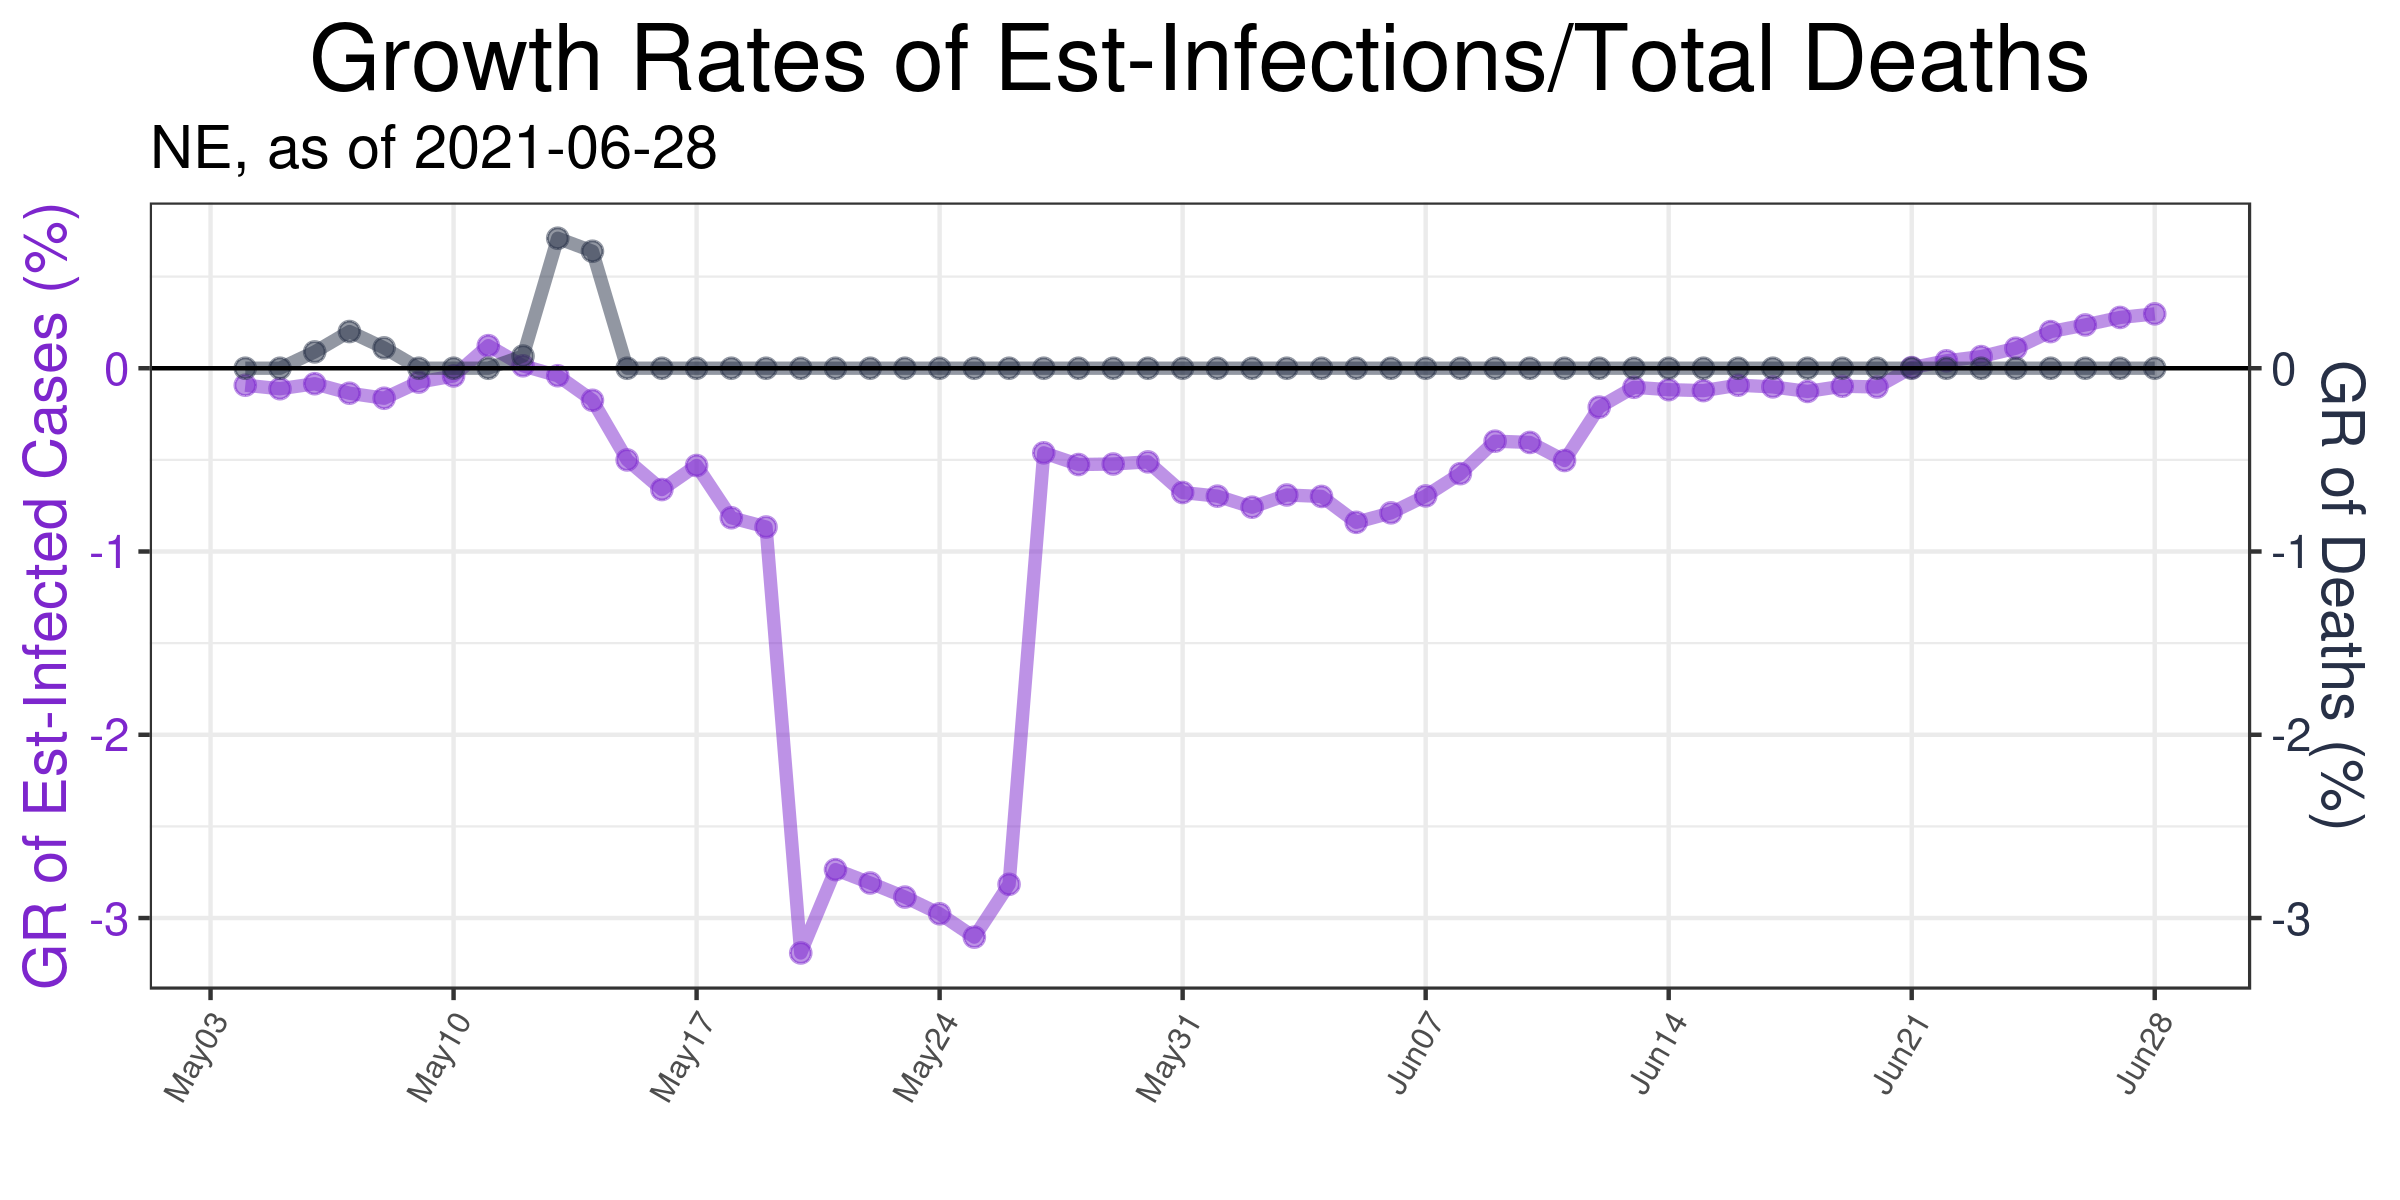 Growth Rates of Est-Infections/Total Deaths
NE, as of 2021-06-28
GR of Est-Infected Cases (%)
0
-1
-2
-3
0
-1
-2
-3
GR of Deaths (%)
May03
May10
May17
May24
May31
Jun07
Jun14
Jun21
Jun28